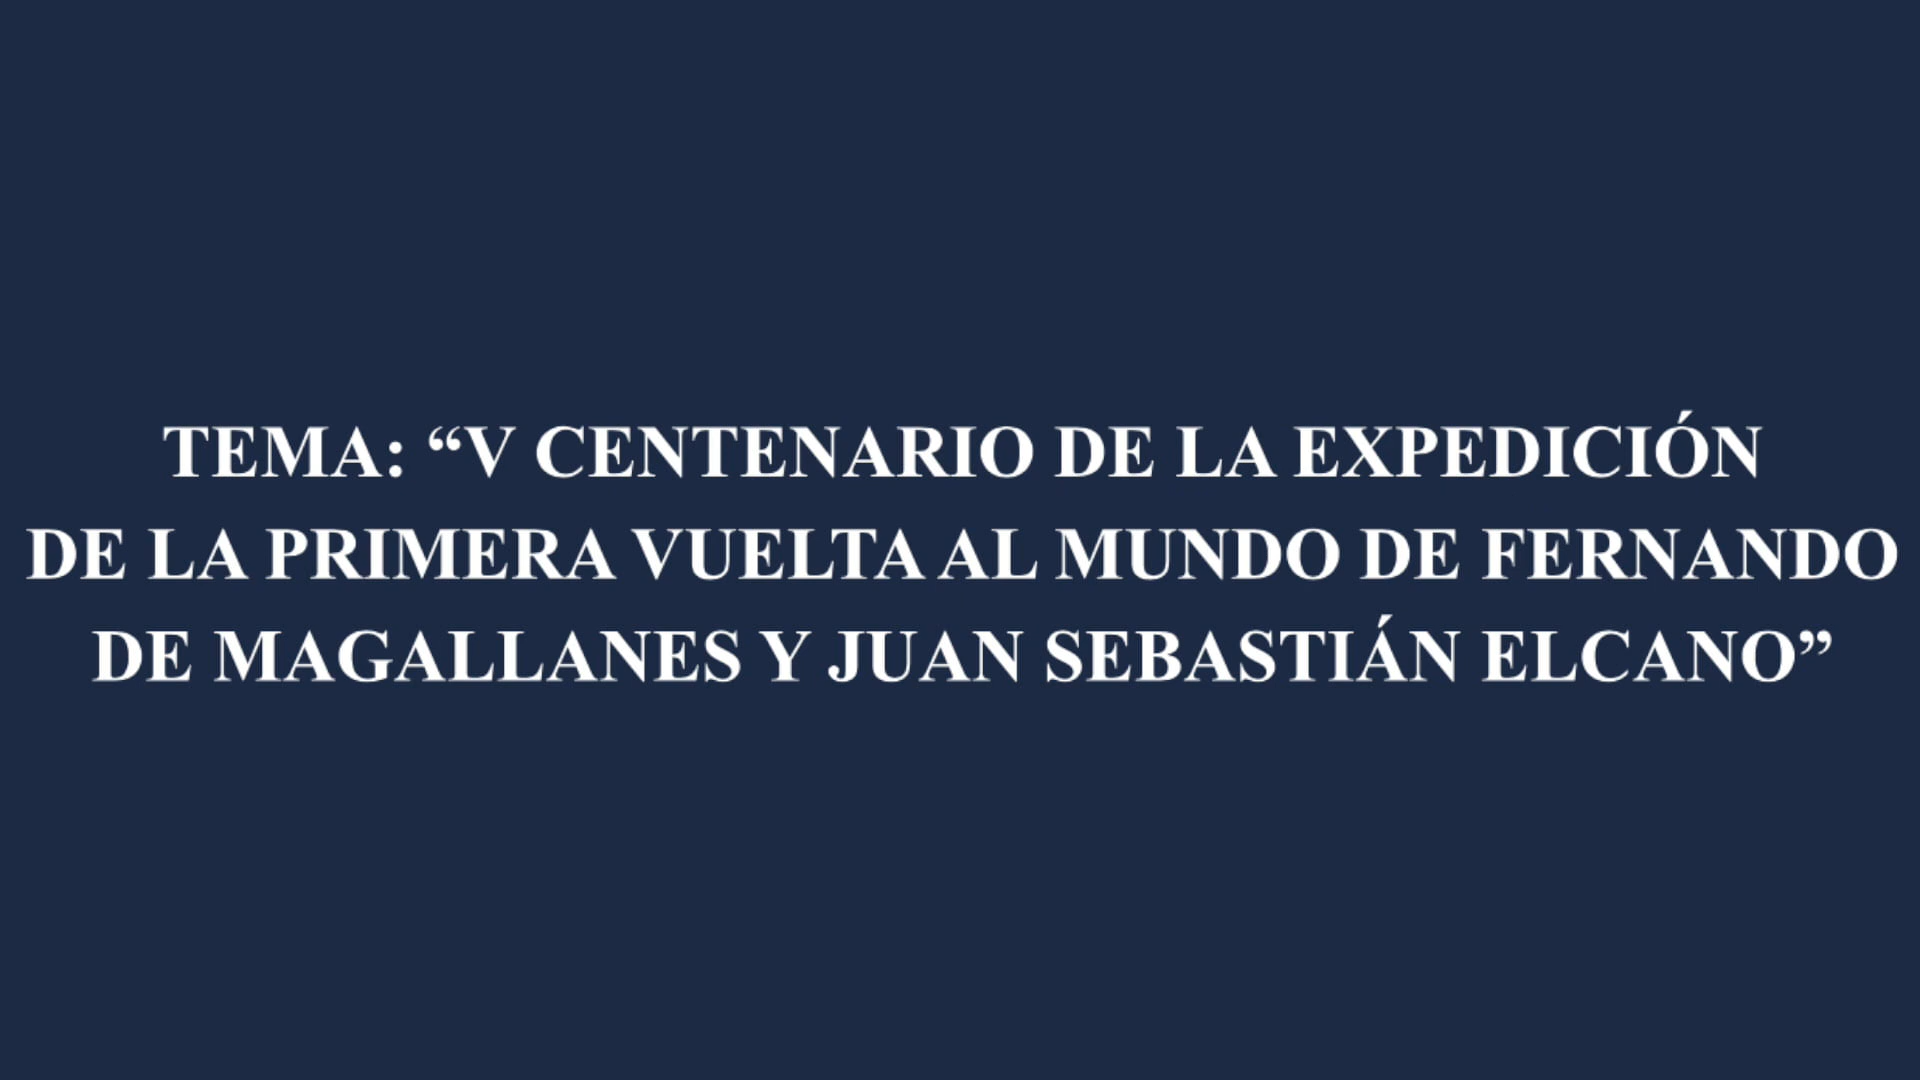 TEMA: “V CENTENARIO DE LA EXPEDICIÓN
DE LA PRIMERA VUELTA AL MUNDO DE FERNANDO
DE MAGALLANES Y JUAN SEBASTIÁN ELCANO”